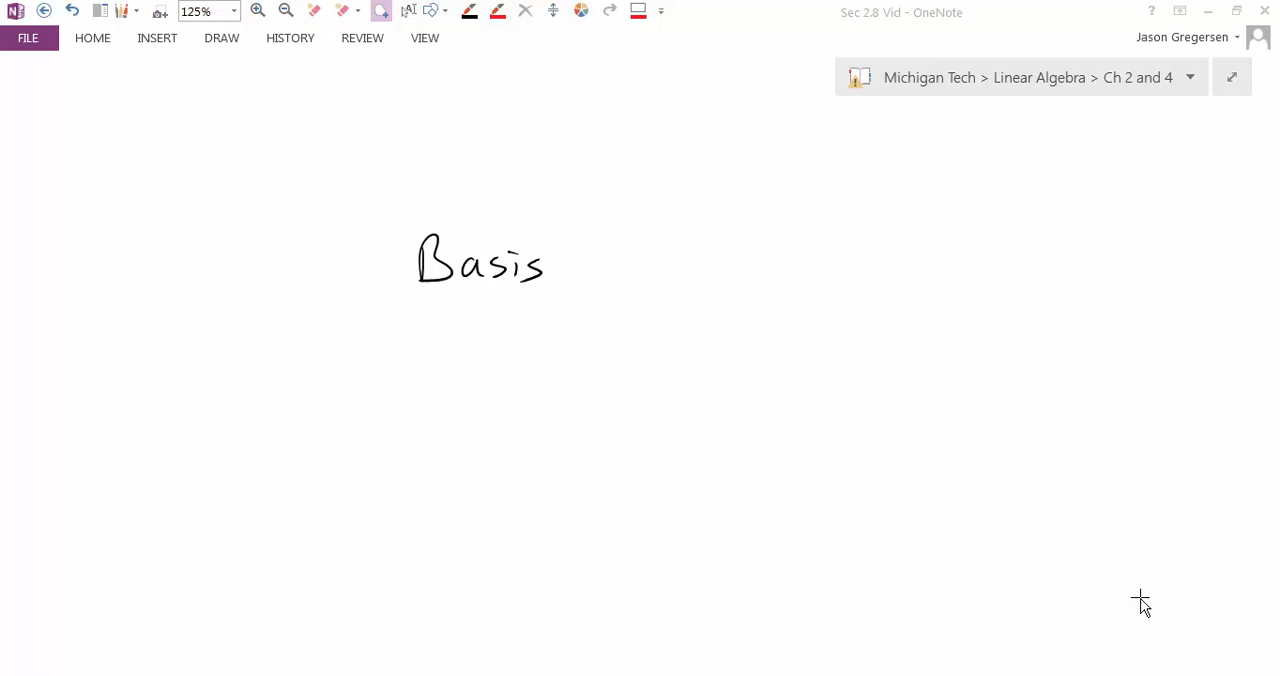 125%
Sec 2.8 Vid - OneNote
?
FILE HOME INSERT DRAW HISTORY REVIEW VIEW
Jason Gregersen
Michigan Tech > Linear Algebra > Ch 2 and 4
Basis